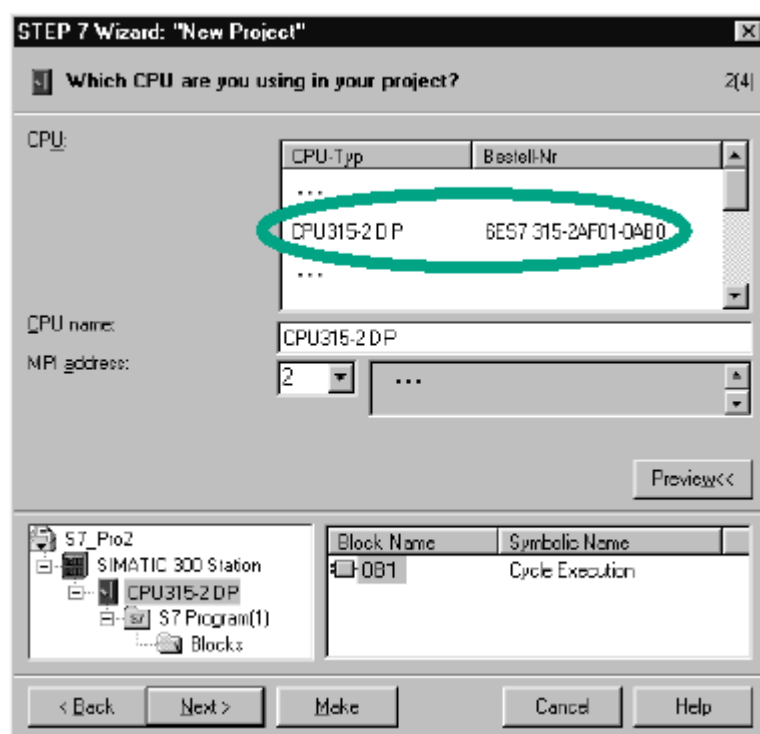 STEP 7 Wizard: "New Project"
Which CPU are you using in your project? 2(4)
CPU:
CPU-Typ Bestell-Nr
...
CPU315-2 DP 6ES7 315-2AF01-0AB0
...
CPU name: CPU315-2 DP
MPI address: 2 ...
Preview<<
S7_Pro2
SIMATIC 300 Station
CPU315-2 DP
S7 Program(1)
Blocks
Block Name Symbolic Name
OB1 Cycle Execution
< Back Next > Make Cancel Help